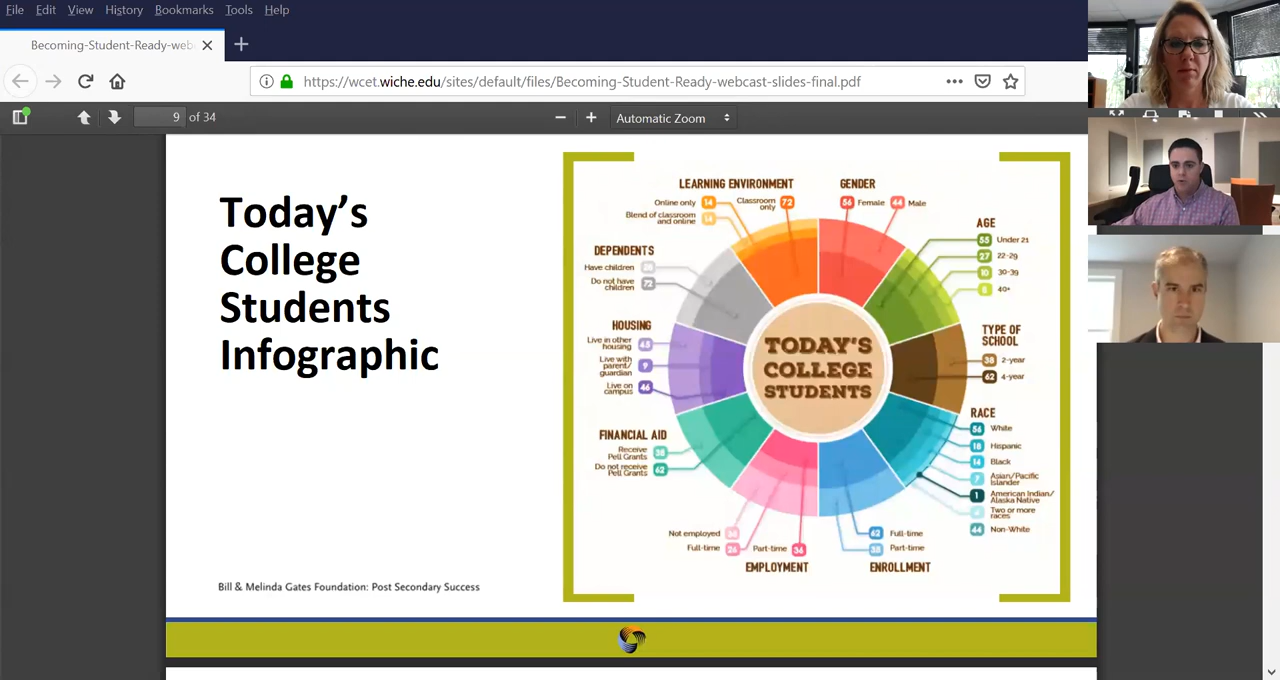 File Edit View History Bookmarks Tools Help
Becoming-Student-Ready-web
https://wcet.wiche.edu/sites/default/files/Becoming-Student-Ready-webcast-slides-final.pdf
9 of 34
Automatic Zoom
Today's
College
Students
Infographic
Bill & Melinda Gates Foundation: Post Secondary Success
TODAY'S
COLLEGE
STUDENTS
LEARNING ENVIRONMENT
Online only 14
Blend of classroom
and online 14
Classroom
only 72
GENDER
56 Female
44 Male
AGE
55 Under 21
27 22-29
10 30-39
8 40+
TYPE OF
SCHOOL
38 2-year
62 4-year
RACE
56 White
18 Hispanic
14 Black
7 Asian/Pacific
Islander
1 American Indian/
Alaska Native
Two or more
races
44 Non-White
ENROLLMENT
62 Full-time
38 Part-time
EMPLOYMENT
Not employed
Full-time 26
Part-time 36
FINANCIAL AID
Receive
Pell Grants 38
Do not receive
Pell Grants 62
HOUSING
Live in other
housing 45
Live with
parent/
guardian 9
Live on
campus 46
DEPENDENTS
Have children
Do not have
children 72